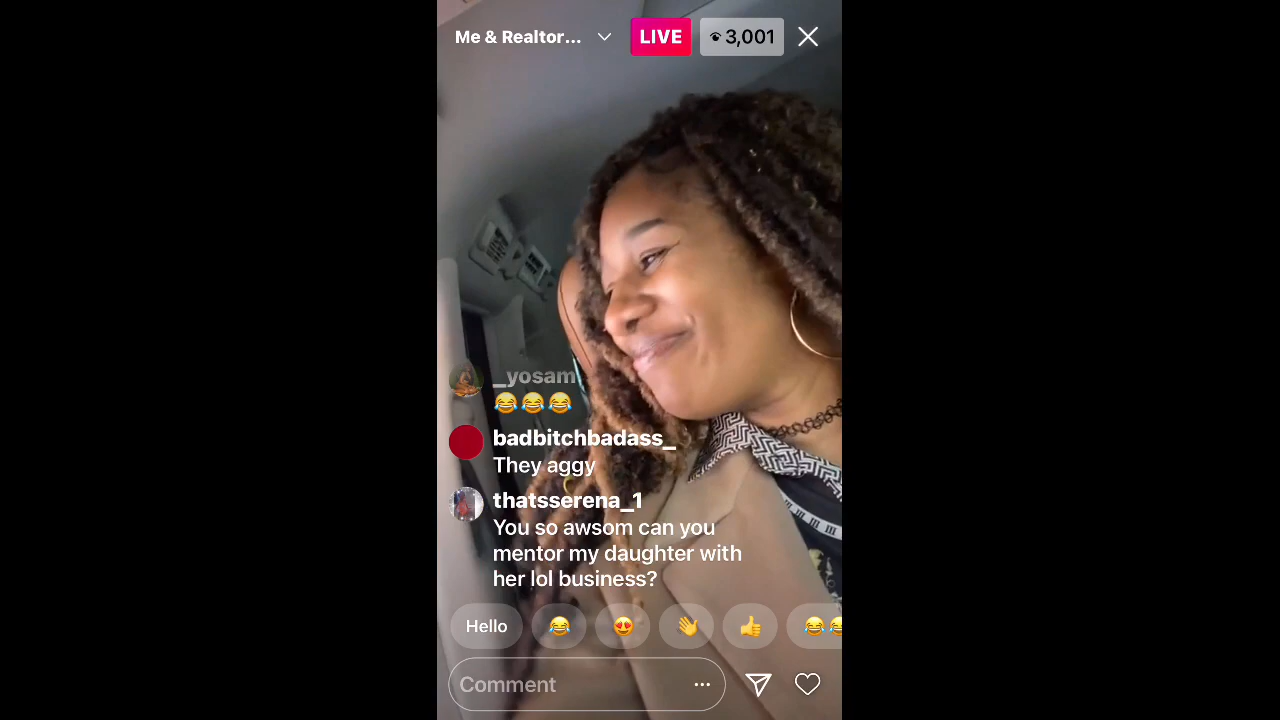 Me & Realtor...
LIVE
3,001
_yosam
😂😂😂
badbitchbadass_
They aggy
thatsserena_1
You so awsom can you
mentor my daughter with
her lol business?
Hello 😂 😍 👋 👍 😂😂
Comment